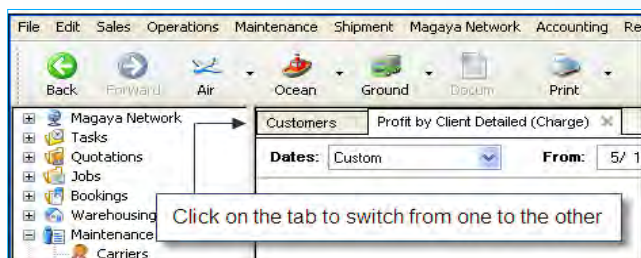 File Edit Sales Operations Maintenance Shipment Magaya Network Accounting Re
Back Forward Air Ocean Ground Docum Print
Magaya Network
Tasks
Quotations
Jobs
Bookings
Warehousing
Maintenance
Carriers
Customers Profit by Client Detailed (Charge)
Dates: Custom From: 5/ 1
Click on the tab to switch from one to the other